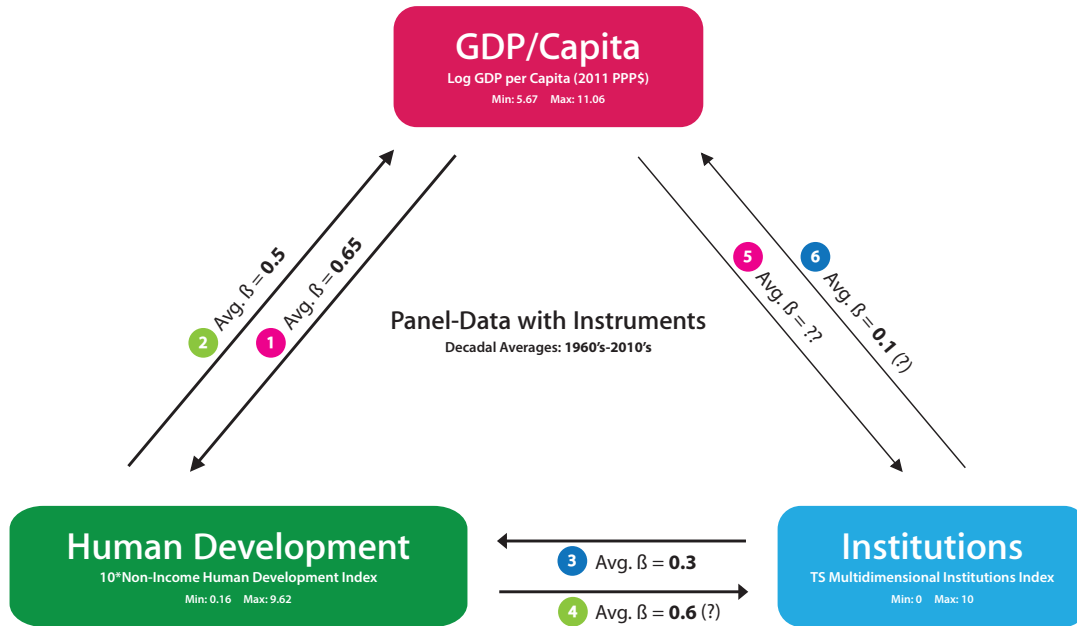 GDP/Capita
Log GDP per Capita (2011 PPP$)
Min: 5.67 Max: 11.06
2 Avg. ß = 0.5
1 Avg. ß = 0.65
5 Avg. ß = ??
6 Avg. ß = 0.1 (?)
Panel-Data with Instruments
Decadal Averages: 1960's-2010's
Human Development
10*Non-Income Human Development Index
Min: 0.16 Max: 9.62
3 Avg. ß = 0.3
4 Avg. ß = 0.6 (?)
Institutions
TS Multidimensional Institutions Index
Min: 0 Max: 10